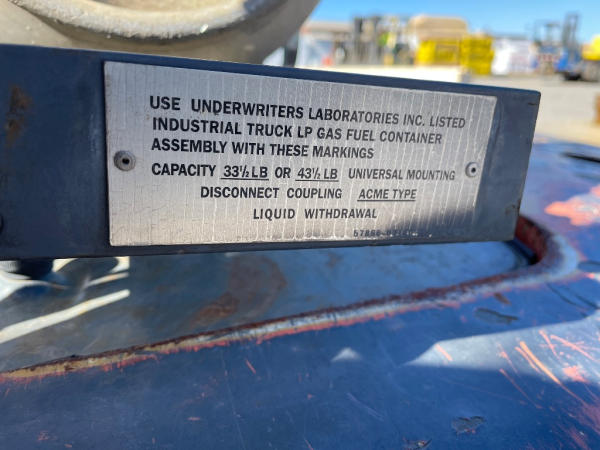 USE UNDERWRITERS LABORATORIES INC. LISTED
INDUSTRIAL TRUCK LP GAS FUEL CONTAINER
ASSEMBLY WITH THESE MARKINGS
CAPACITY 33½ LB OR 43½ LB UNIVERSAL MOUNTING
DISCONNECT COUPLING ACME TYPE
LIQUID WITHDRAWAL